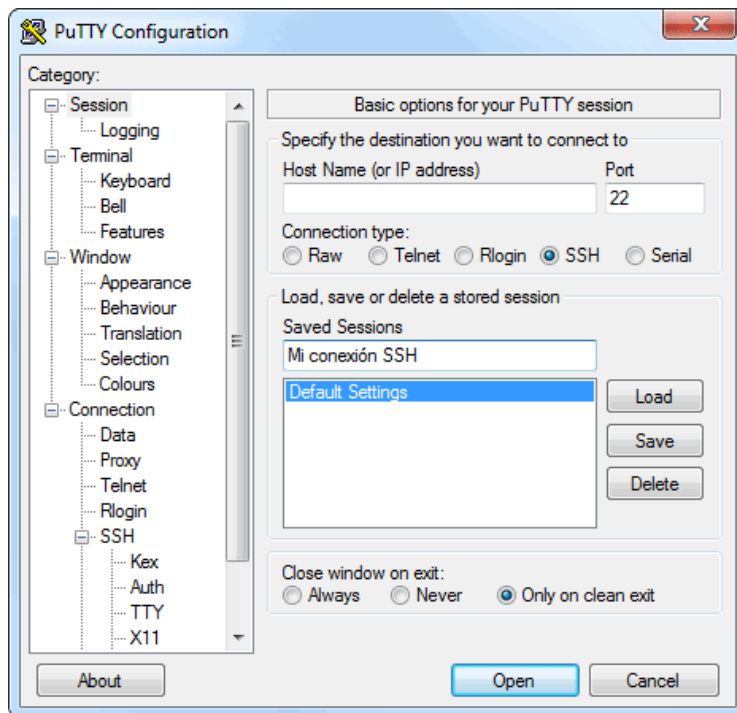 PuTTY Configuration
Category:
Session
Logging
Terminal
Keyboard
Bell
Features
Window
Appearance
Behaviour
Translation
Selection
Colours
Connection
Data
Proxy
Telnet
Rlogin
SSH
Kex
Auth
TTY
X11
Basic options for your PuTTY session
Specify the destination you want to connect to
Host Name (or IP address) Port
22
Connection type:
Raw Telnet Rlogin SSH Serial
Load, save or delete a stored session
Saved Sessions
Mi conexión SSH
Default Settings
Load
Save
Delete
Close window on exit:
Always Never Only on clean exit
About Open Cancel